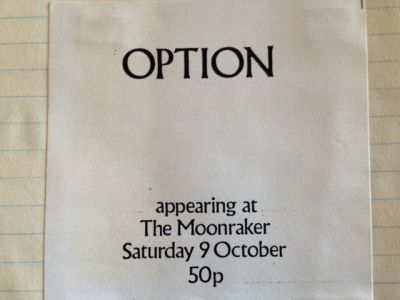 OPTION
appearing at
The Moonraker
Saturday 9 October
50p